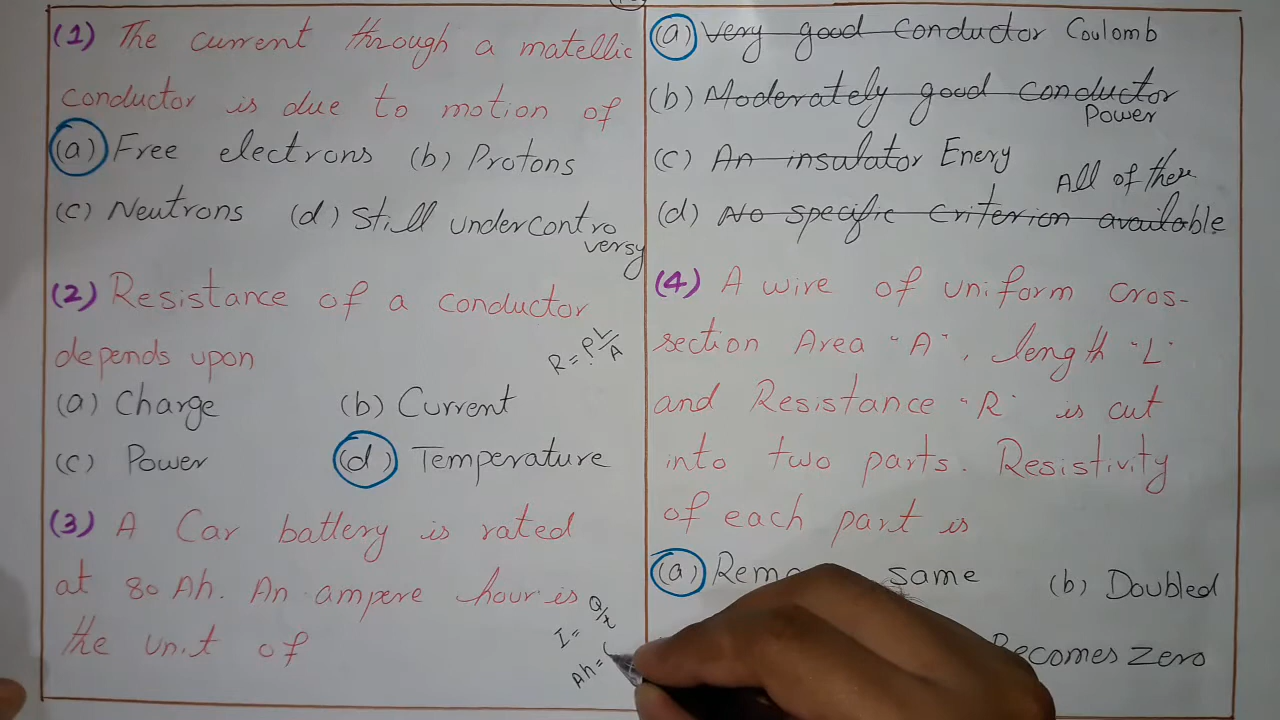 (1) The current through a matellic
conductor is due to motion of
(a) Free electrons (b) Protons
(c) Neutrons (d) Still undercontro
versy
(2) Resistance of a conductor
depends upon
R = ρL/A
(a) Charge (b) Current
(c) Power (d) Temperature
(3) A Car battery is rated
at 80 Ah. An ampere hour is
the unit of
I = Q/t
Ah =
(a) Very good conductor Coulomb
(b) Moderately good conductor
Power
(c) An insulator Enery
All of these
(d) No specific criterion available
(4) A wire of uniform cros-
section Area "A", length "L"
and Resistance "R" is cut
into two parts. Resistivity
of each part is
(a) same (b) Doubled
Becomes zero